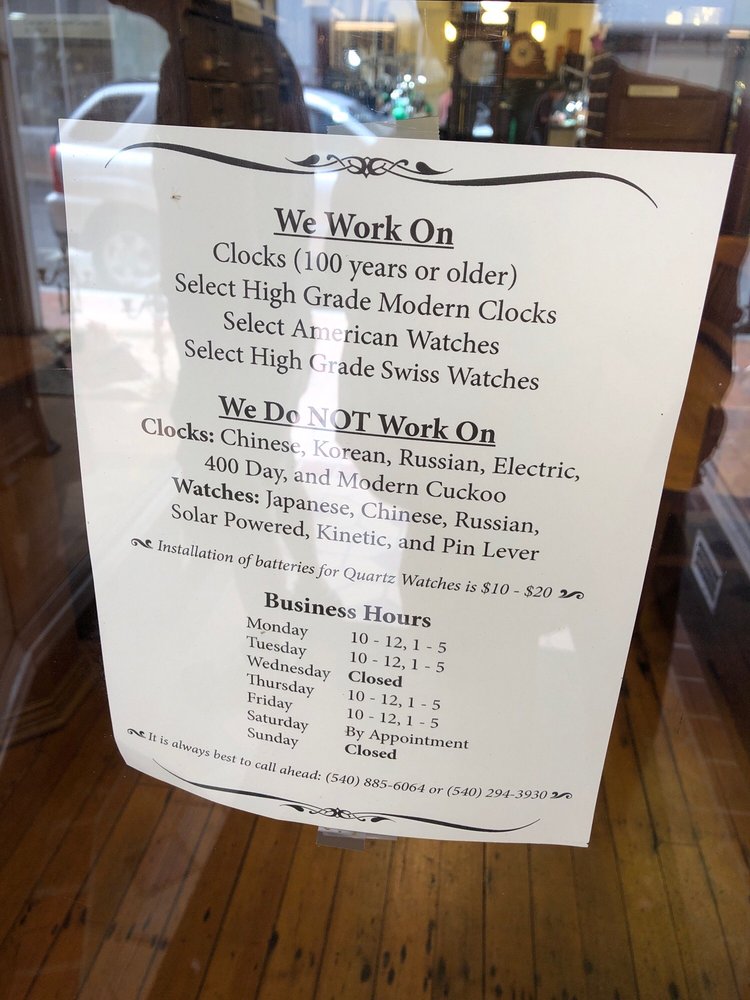 We Work On
Clocks (100 years or older)
Select High Grade Modern Clocks
Select American Watches
Select High Grade Swiss Watches
We Do NOT Work On
Clocks: Chinese, Korean, Russian, Electric,
400 Day, and Modern Cuckoo
Watches: Japanese, Chinese, Russian,
Solar Powered, Kinetic, and Pin Lever
Installation of batteries for Quartz Watches is $10 - $20
Business Hours
Monday 10 - 12, 1 - 5
Tuesday 10 - 12, 1 - 5
Wednesday Closed
Thursday 10 - 12, 1 - 5
Friday 10 - 12, 1 - 5
Saturday By Appointment
Sunday Closed
It is always best to call ahead: (540) 885-6064 or (540) 294-3930